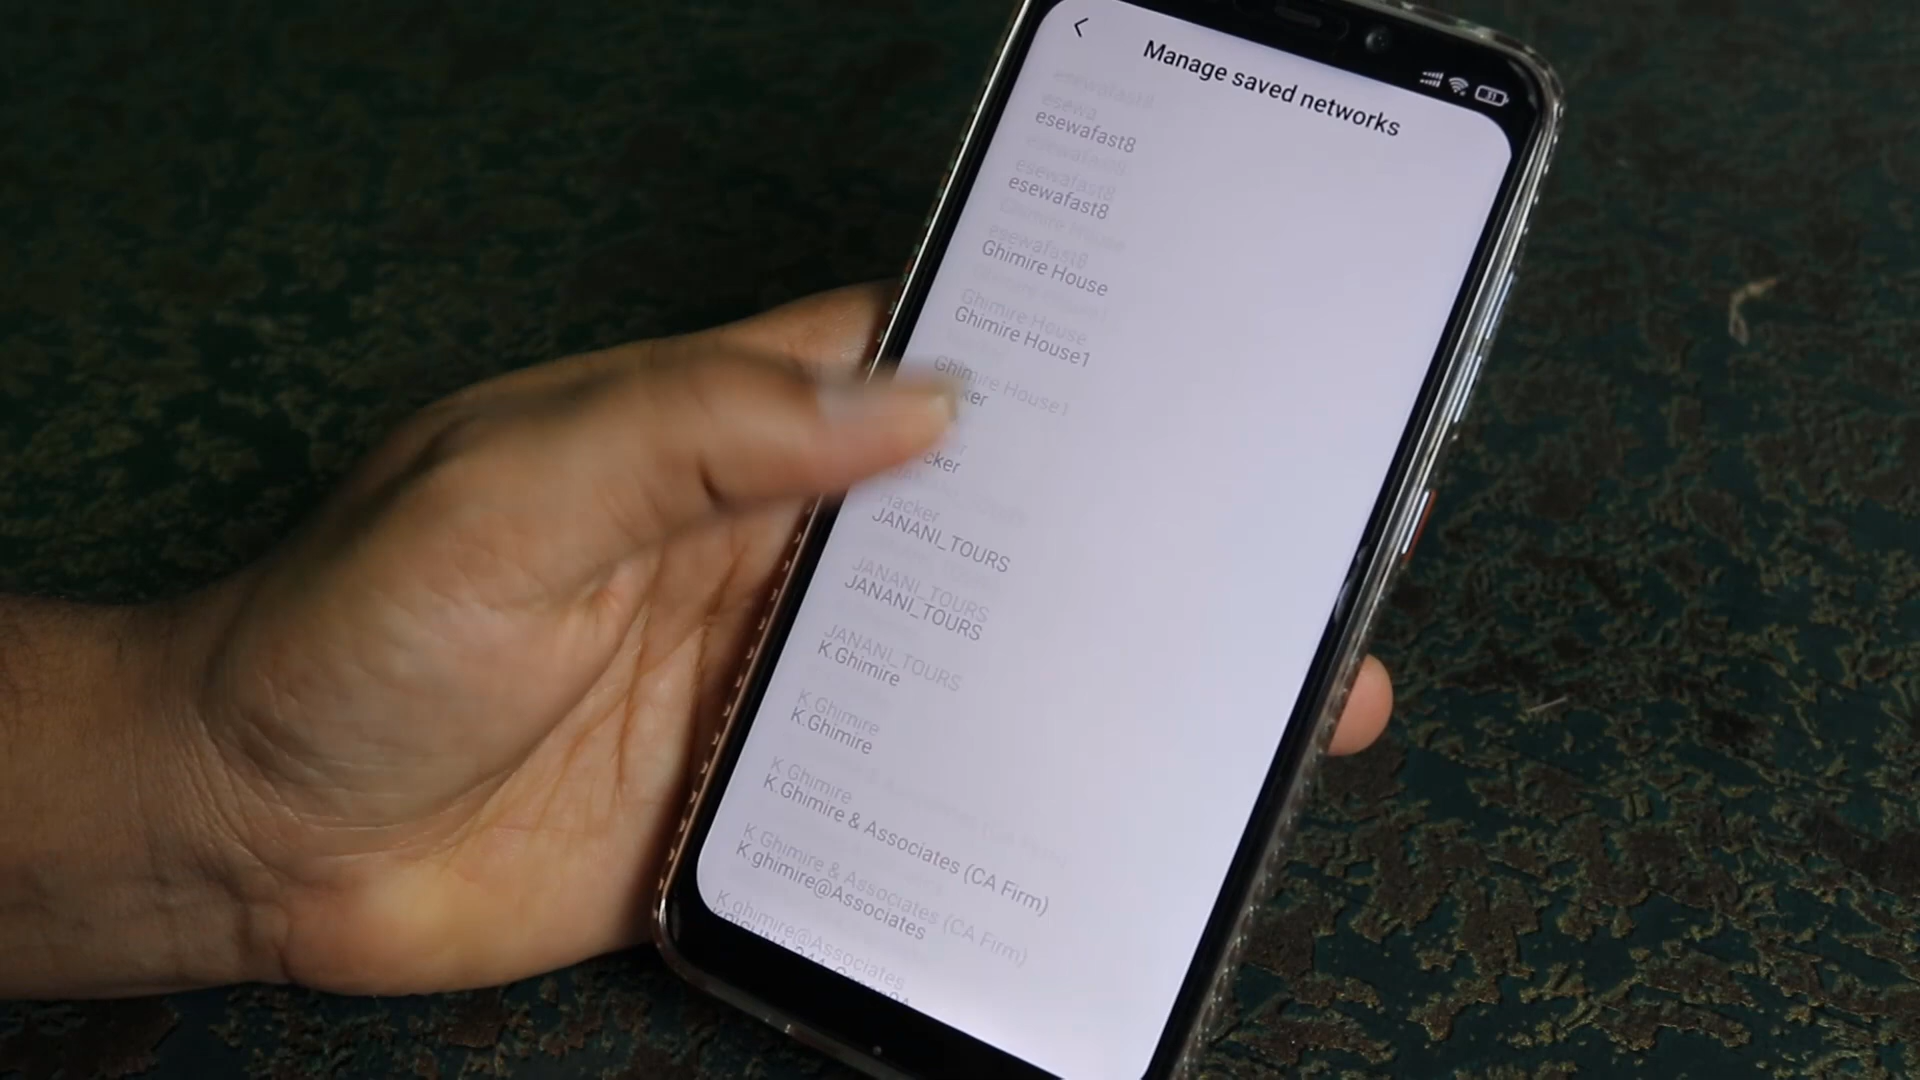 Manage saved networks
31
esewafast8
esewafast8
Ghimire House
Ghimire House1
Hacker
JANANI_TOURS
JANANI_TOURS
K.Ghimire
K.Ghimire
K.Ghimire & Associates (CA Firm)
K.ghimire@Associates